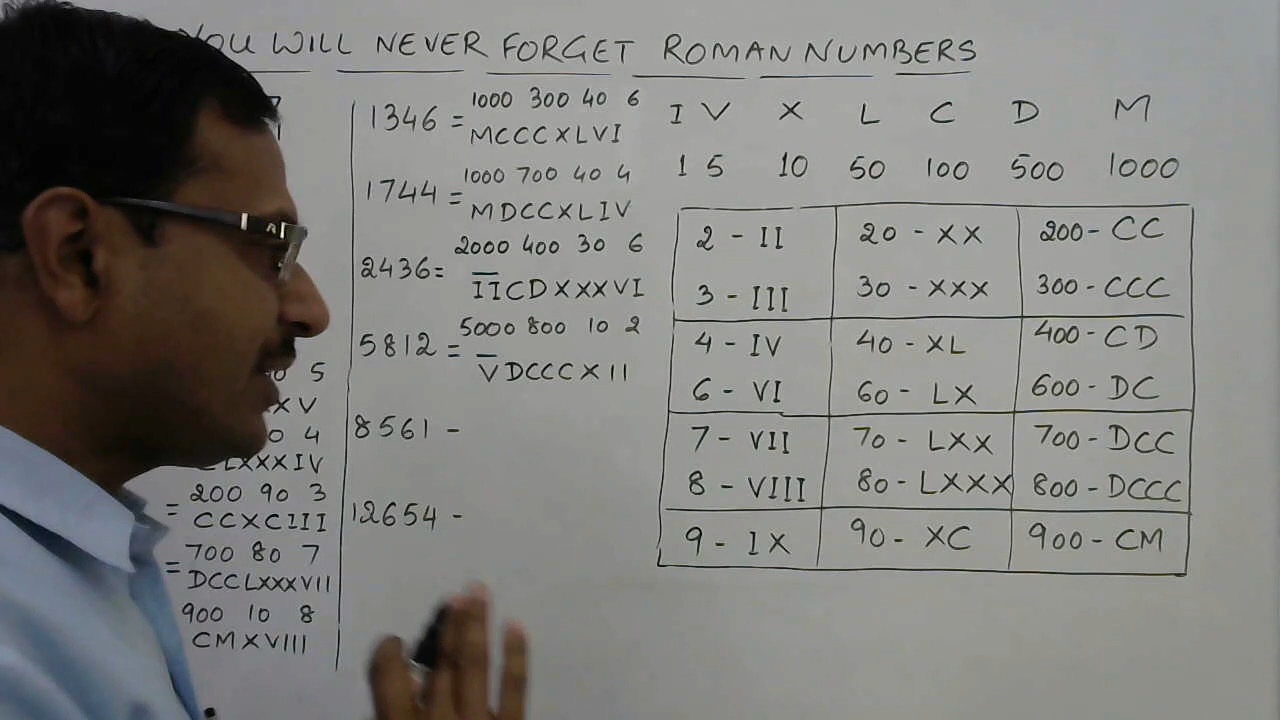 YOU WILL NEVER FORGET ROMAN NUMBERS
5
XV
4
LXXXIV
= 200 90 3
CCXCIII
= 700 80 7
DCCLXXXVII
900 10 8
CMXVIII
1346 = 1000 300 40 6
MCCCXLVI
1744 = 1000 700 40 4
MDCCXLIV
2436= 2000 400 30 6
I̅I̅CDXXXVI
5812 = 5000 800 10 2
V̅DCCCXII
8561 -
12654 -
I V X L C D M
1 5 10 50 100 500 1000
2 - II 20 - XX 200- CC
3 - III 30 - XXX 300- CCC
4 - IV 40 - XL 400- CD
6 - VI 60 - LX 600- DC
7 - VII 70 - LXX 700- DCC
8 - VIII 80 - LXXX 800- DCCC
9 - IX 90 - XC 900 - CM